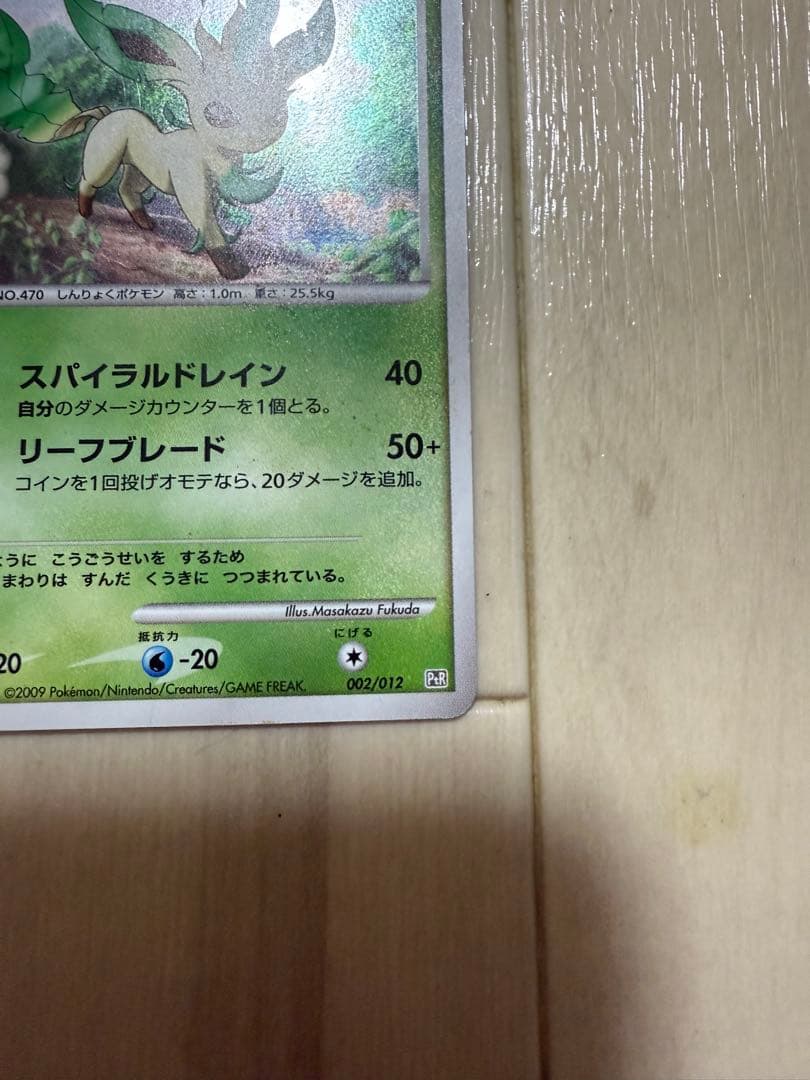 NO.470 しんりょくポケモン 高さ:1.0m 重さ:25.5kg
スパイラルドレイン 40
自分のダメージカウンターを1個とる。
リーフブレード 50+
コインを1回投げオモテなら、20ダメージを追加。
ように こうごうせいを するため
まわりは すんだ くうきに つつまれている。
Illus.Masakazu Fukuda
抵抗力 にげる
20 -20
©2009 Pokémon/Nintendo/Creatures/GAME FREAK. 002/012 PtR